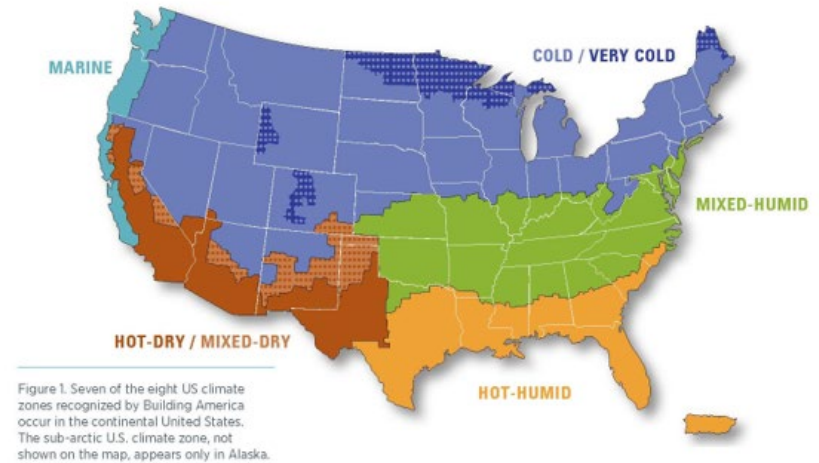 MARINE
COLD / VERY COLD
MIXED-HUMID
HOT-DRY / MIXED-DRY
HOT-HUMID
Figure 1. Seven of the eight US climate
zones recognized by Building America
occur in the continental United States.
The sub-arctic U.S. climate zone, not
shown on the map, appears only in Alaska.